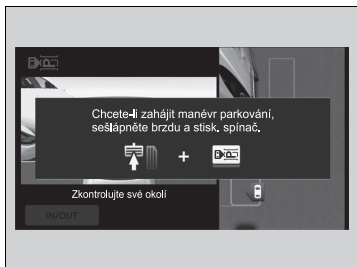 Chcete-li zahájit manévr parkování,
sešlápněte brzdu a stisk. spínač.
+
Zkontrolujte své okolí
IN/OUT